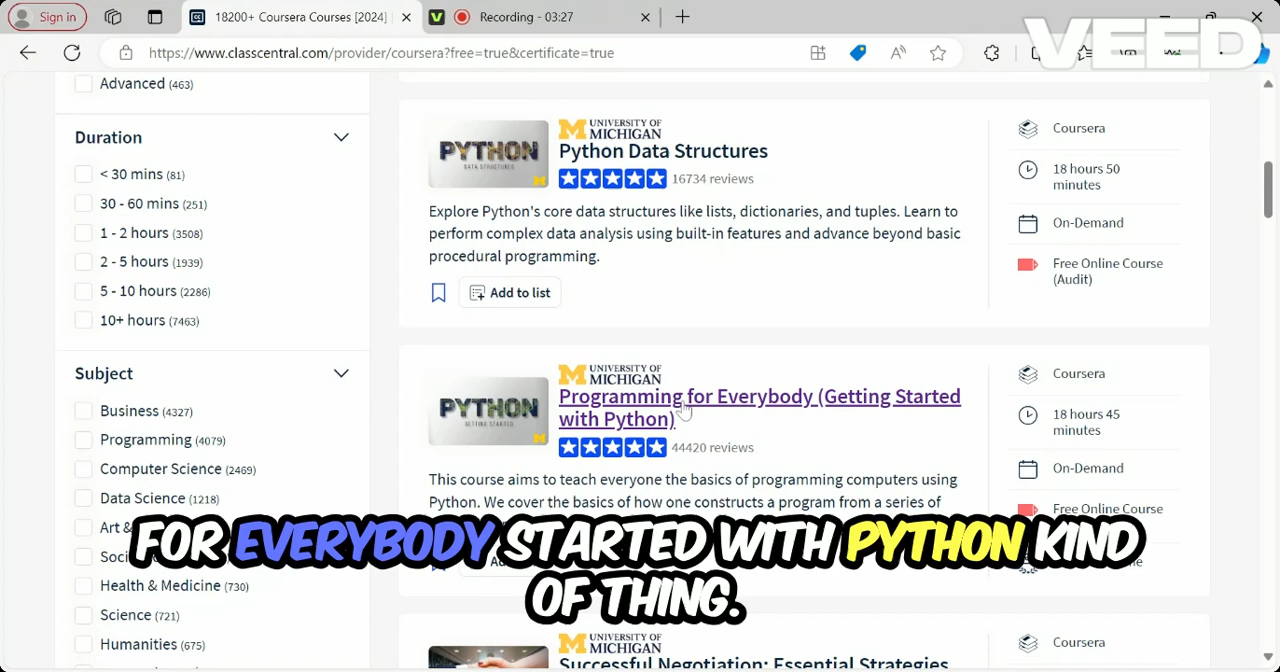 Sign in
18200+ Coursera Courses [2024]
Recording - 03:27
https://www.classcentral.com/provider/coursera?free=true&certificate=true
VEED
Advanced (463)
Duration
< 30 mins (81)
30 - 60 mins (251)
1 - 2 hours (3508)
2 - 5 hours (1939)
5 - 10 hours (2286)
10+ hours (7463)
Subject
Business (4327)
Programming (4079)
Computer Science (2469)
Data Science (1218)
Art &
Soci
Health & Medicine (730)
Science (721)
Humanities (675)
PYTHON
DATA STRUCTURES
UNIVERSITY OF
MICHIGAN
Python Data Structures
16734 reviews
Explore Python's core data structures like lists, dictionaries, and tuples. Learn to
perform complex data analysis using built-in features and advance beyond basic
procedural programming.
Add to list
Coursera
18 hours 50
minutes
On-Demand
Free Online Course
(Audit)
PYTHON
GETTING STARTED
UNIVERSITY OF
MICHIGAN
Programming for Everybody (Getting Started
with Python)
44420 reviews
This course aims to teach everyone the basics of programming computers using
Python. We cover the basics of how one constructs a program from a series of
Coursera
18 hours 45
minutes
On-Demand
Free Online Course
FOR EVERYBODY STARTED WITH PYTHON KIND
OF THING.
UNIVERSITY OF
MICHIGAN
Successful Negotiation: Essential Strategies
Coursera